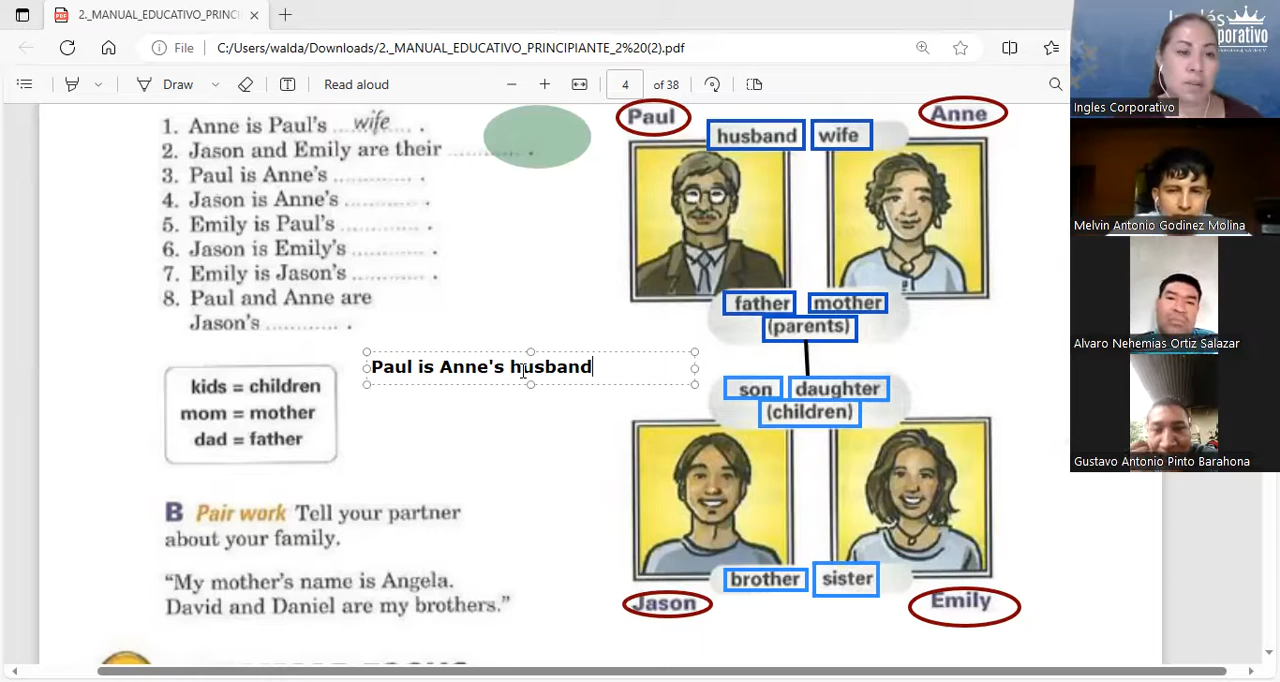 2._MANUAL_EDUCATIVO_PRINCI
File
C:/Users/walda/Downloads/2._MANUAL_EDUCATIVO_PRINCIPIANTE_2%20(2).pdf
Draw
Read aloud
4
of 38
1. Anne is Paul's ....wife.... .
2. Jason and Emily are their .............. .
3. Paul is Anne's ............... .
4. Jason is Anne's ............... .
5. Emily is Paul's ............... .
6. Jason is Emily's ............... .
7. Emily is Jason's ............... .
8. Paul and Anne are
Jason's ............. .
Paul is Anne's husband
kids = children
mom = mother
dad = father
B Pair work Tell your partner
about your family.
"My mother's name is Angela.
David and Daniel are my brothers."
Paul
Anne
husband wife
father mother
(parents)
son daughter
(children)
brother sister
Jason
Emily
Inglés
Ingles Corporativo
Melvin Antonio Godinez Molina
Alvaro Nehemias Ortiz Salazar
Gustavo Antonio Pinto Barahona